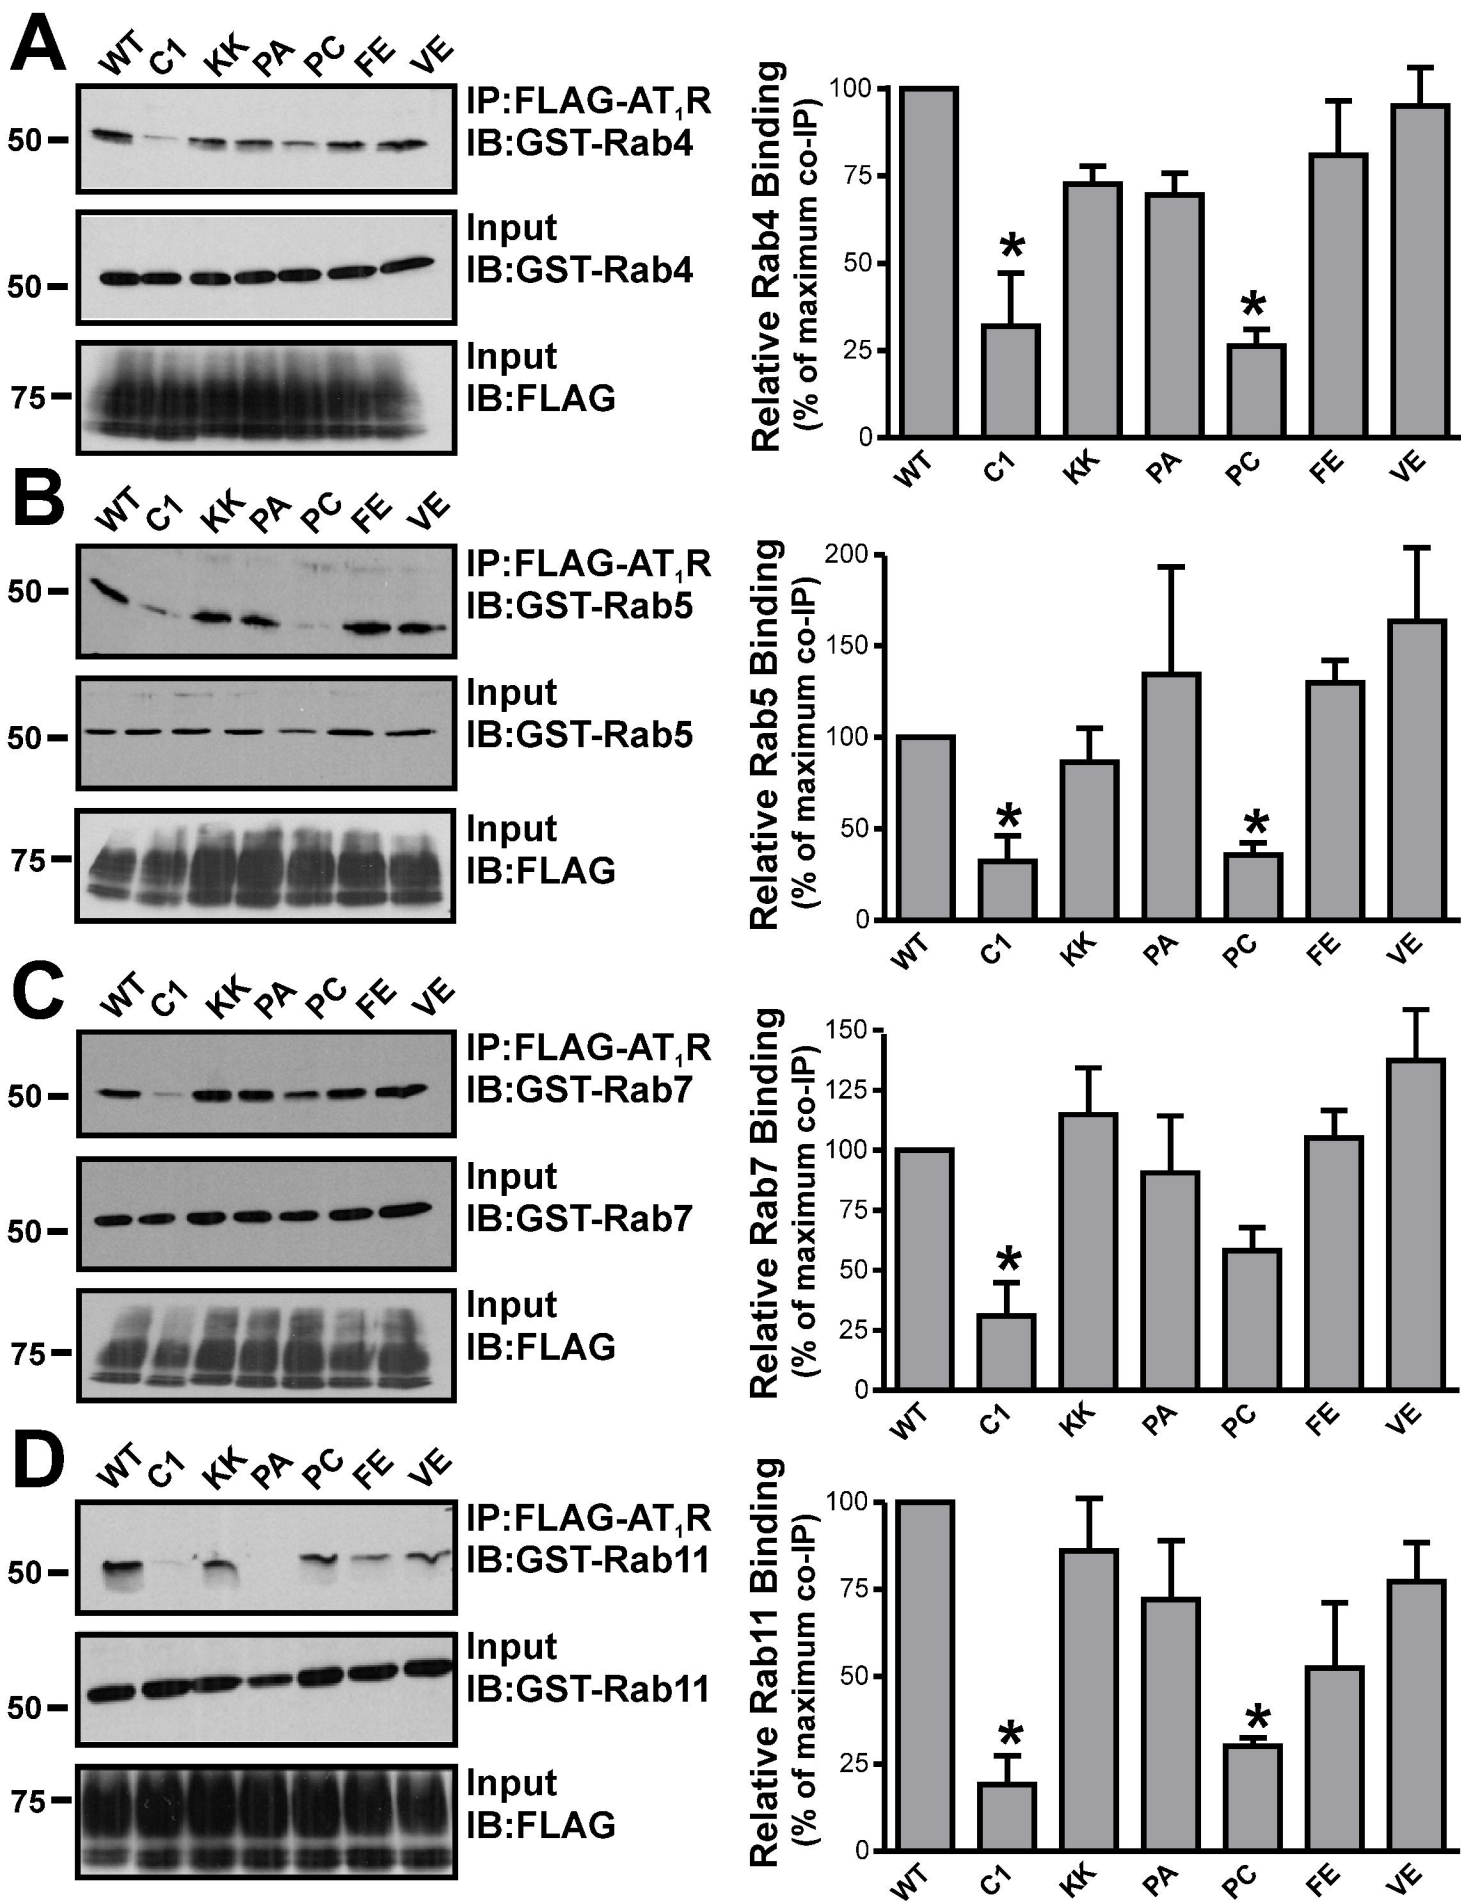 A
WT C1 KK PA PC FE VE
50
IP:FLAG-AT1R
IB:GST-Rab4
50
Input
IB:GST-Rab4
75
Input
IB:FLAG
Relative Rab4 Binding
(% of maximum co-IP)
100
75
50
25
0
*
*
WT C1 KK PA PC FE VE
B
WT C1 KK PA PC FE VE
50
IP:FLAG-AT1R
IB:GST-Rab5
50
Input
IB:GST-Rab5
75
Input
IB:FLAG
Relative Rab5 Binding
(% of maximum co-IP)
200
150
100
50
0
*
*
WT C1 KK PA PC FE VE
C
WT C1 KK PA PC FE VE
50
IP:FLAG-AT1R
IB:GST-Rab7
50
Input
IB:GST-Rab7
75
Input
IB:FLAG
Relative Rab7 Binding
(% of maximum co-IP)
150
125
100
75
50
25
0
*
WT C1 KK PA PC FE VE
D
WT C1 KK PA PC FE VE
50
IP:FLAG-AT1R
IB:GST-Rab11
50
Input
IB:GST-Rab11
75
Input
IB:FLAG
Relative Rab11 Binding
(% of maximum co-IP)
100
75
50
25
0
*
*
WT C1 KK PA PC FE VE